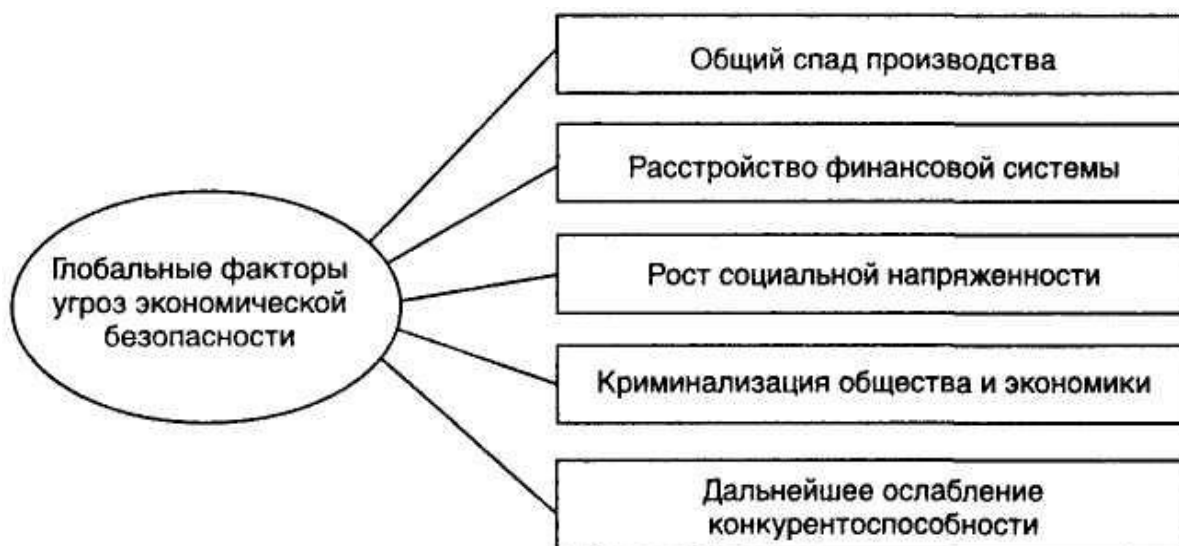 Общий спад производства
Расстройство финансовой системы
Глобальные факторы
угроз экономической
безопасности
Рост социальной напряженности
Криминализация общества и экономики
Дальнейшее ослабление
конкурентоспособности